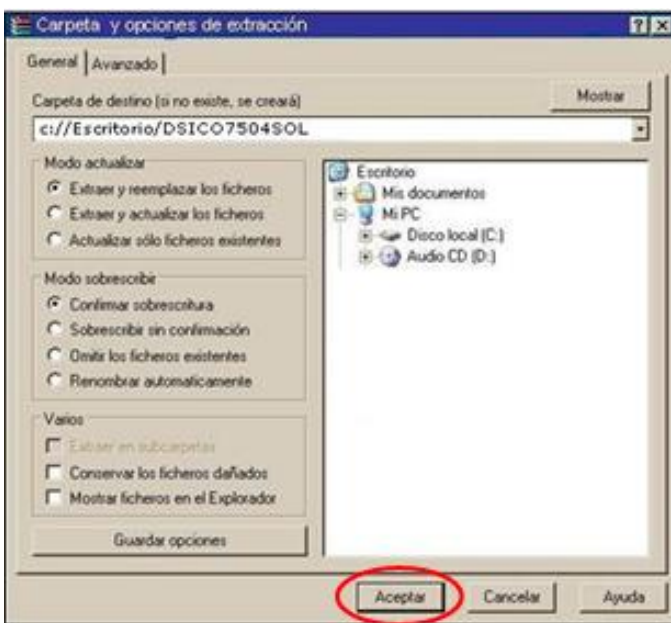 Carpeta y opciones de extracción
General Avanzado
Carpeta de destino (si no existe, se creará)
Mostrar
c://Escritorio/DSICO7504SOL
Modo actualizar
Extraer y reemplazar los ficheros
Extraer y actualizar los ficheros
Actualizar sólo ficheros existentes
Modo sobrescribir
Confirmar sobrescritura
Sobrescribir sin confirmación
Omitir los ficheros existentes
Renombrar automaticamente
Varios
Extraer en subcarpetas
Conservar los ficheros dañados
Mostrar ficheros en el Explorador
Guardar opciones
Escritorio
Mis documentos
Mi PC
Disco local (C:)
Audio CD (D:)
Aceptar Cancelar Ayuda